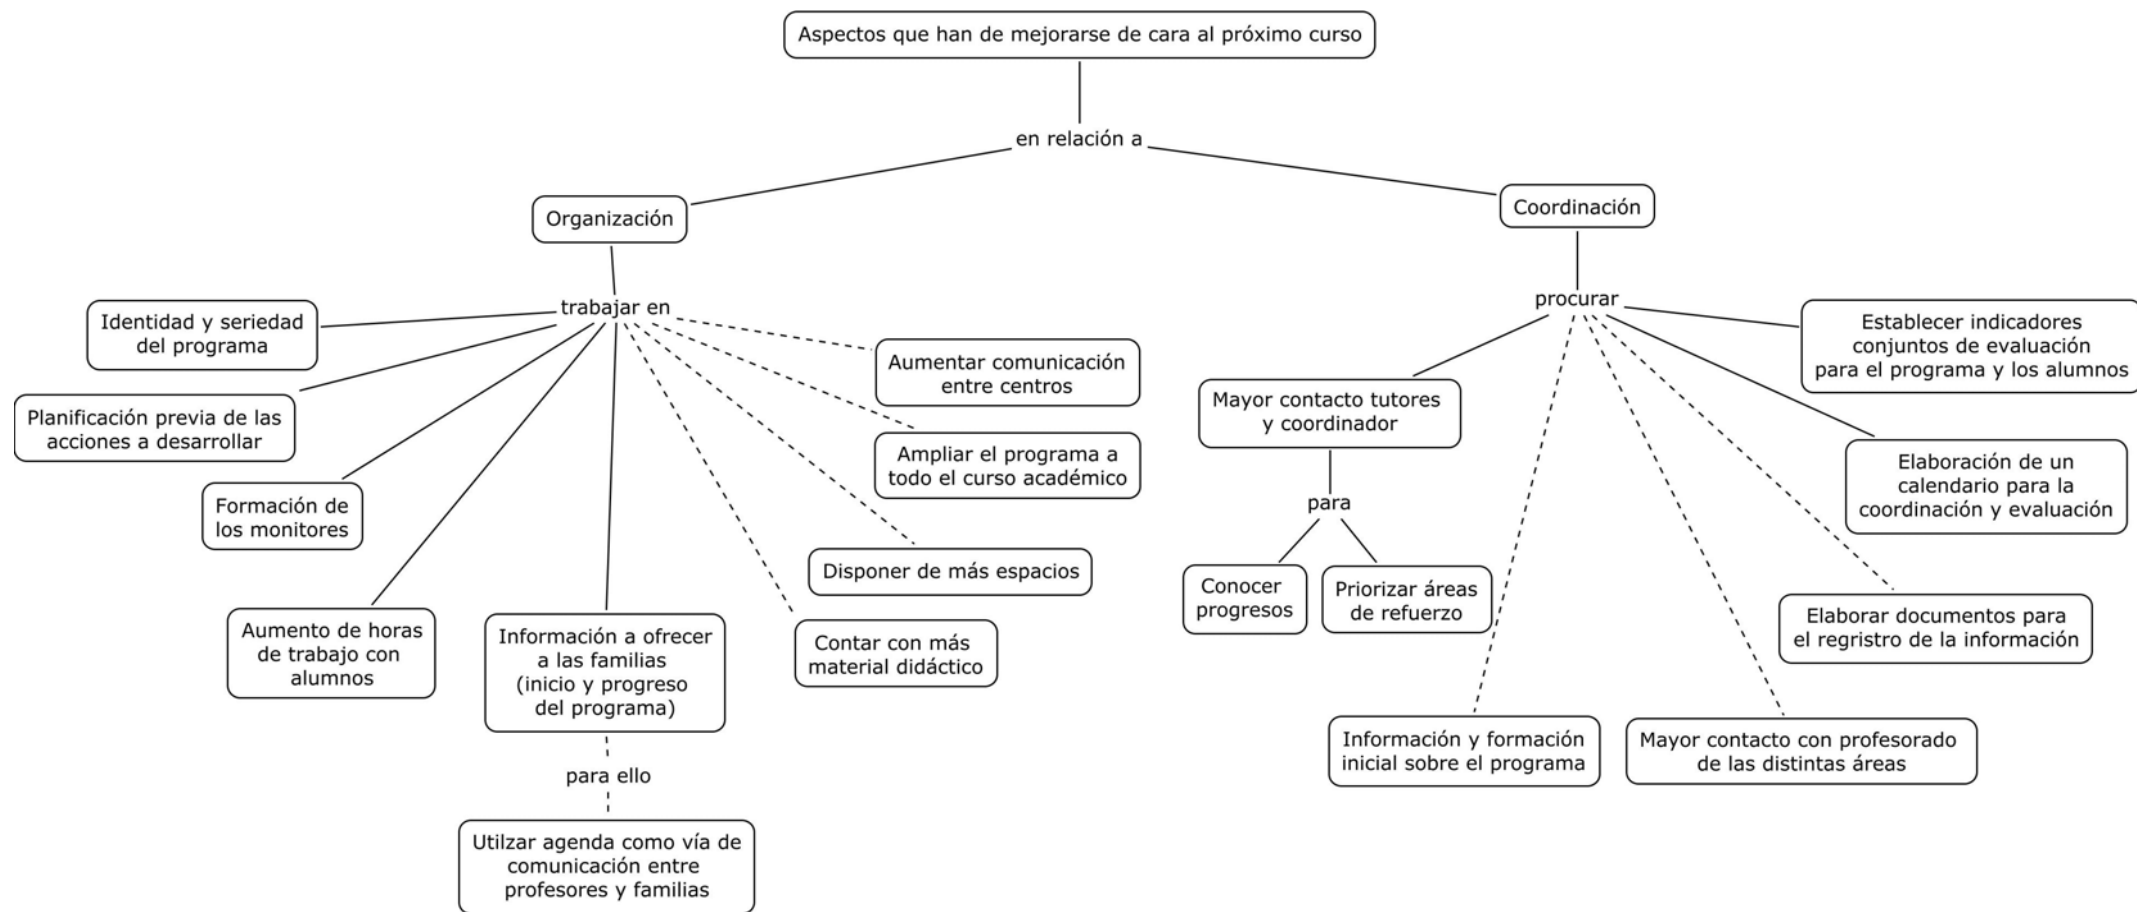 Aspectos que han de mejorarse de cara al próximo curso
en relación a
Organización
trabajar en
Identidad y seriedad
del programa
Planificación previa de las
acciones a desarrollar
Formación de
los monitores
Aumento de horas
de trabajo con
alumnos
Información a ofrecer
a las familias
(inicio y progreso
del programa)
para ello
Utilzar agenda como vía de
comunicación entre
profesores y familias
Contar con más
material didáctico
Disponer de más espacios
Ampliar el programa a
todo el curso académico
Aumentar comunicación
entre centros
Coordinación
procurar
Mayor contacto tutores
y coordinador
para
Conocer
progresos
Priorizar áreas
de refuerzo
Información y formación
inicial sobre el programa
Mayor contacto con profesorado
de las distintas áreas
Elaborar documentos para
el regristro de la información
Elaboración de un
calendario para la
coordinación y evaluación
Establecer indicadores
conjuntos de evaluación
para el programa y los alumnos